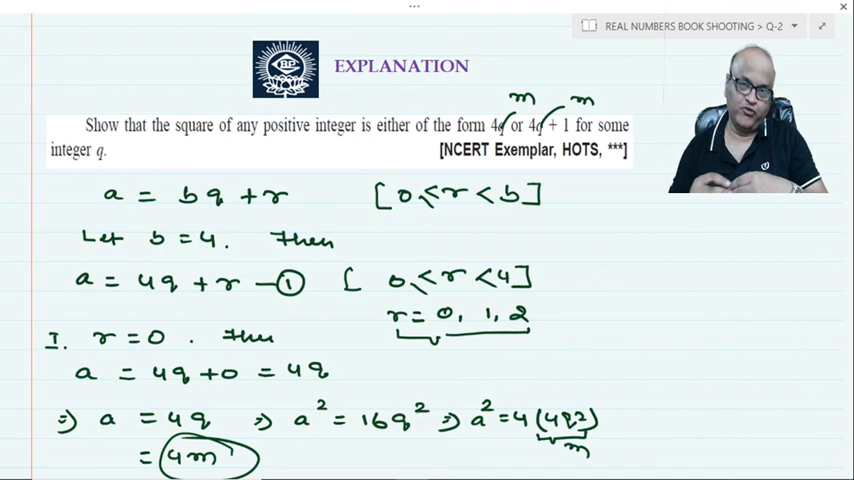 REAL NUMBERS BOOK SHOOTING > Q-2
EXPLANATION
m m
Show that the square of any positive integer is either of the form 4q or 4q + 1 for some
integer q. [NCERT Exemplar, HOTS, ***]
a = bq + r [0 ≤ r < b]
Let b = 4. Then
a = 4q + r —① [ 0 ≤ r < 4]
r = 0, 1, 2
I. r = 0. Then
a = 4q + 0 = 4q
⇒ a = 4q ⇒ a² = 16q² ⇒ a² = 4 (4q²)
m
= 4m